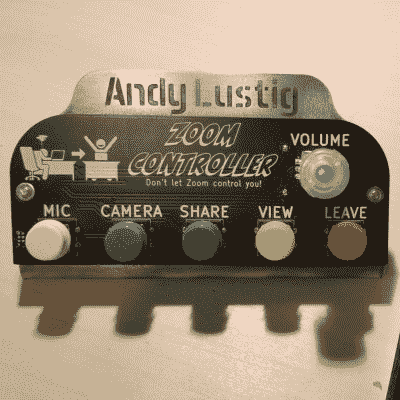 Andy Lustig
ZOOM
CONTROLLER
Don't let Zoom control you!
VOLUME
MIC CAMERA SHARE VIEW LEAVE